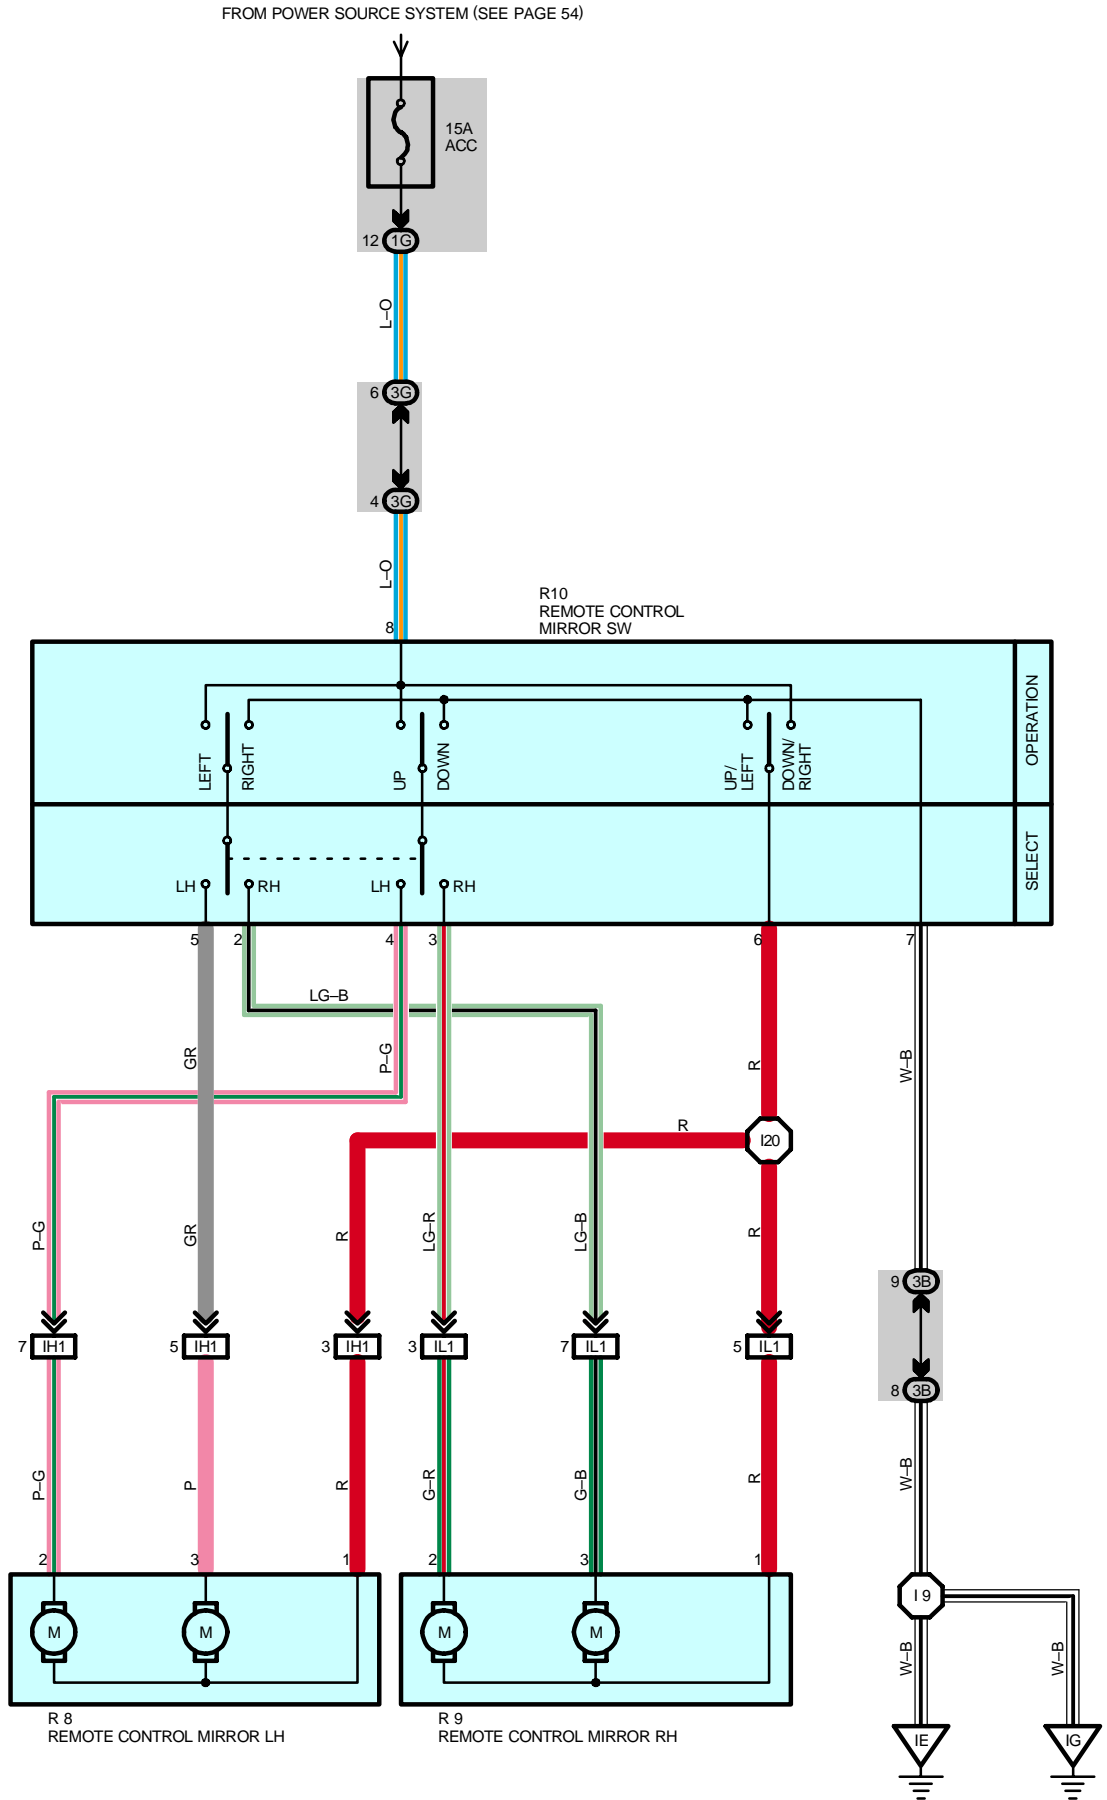 FROM POWER SOURCE SYSTEM (SEE PAGE 54)
15A
ACC
12 1G
L–O
6 3G
4 3G
L–O
R10
REMOTE CONTROL
MIRROR SW
8
OPERATION
LEFT
RIGHT
UP
DOWN
UP/
LEFT
DOWN/
RIGHT
SELECT
LH
RH
LH
RH
5
2
4
3
6
7
LG–B
GR
P–G
R
W–B
R
I20
P–G
GR
R
LG–R
LG–B
R
9 3B
7 IH1
5 IH1
3 IH1
3 IL1
7 IL1
5 IL1
8 3B
P–G
P
R
G–R
G–B
R
W–B
2
3
1
2
3
1
I 9
M
M
M
M
W–B
W–B
R 8
REMOTE CONTROL MIRROR LH
R 9
REMOTE CONTROL MIRROR RH
IE
IG